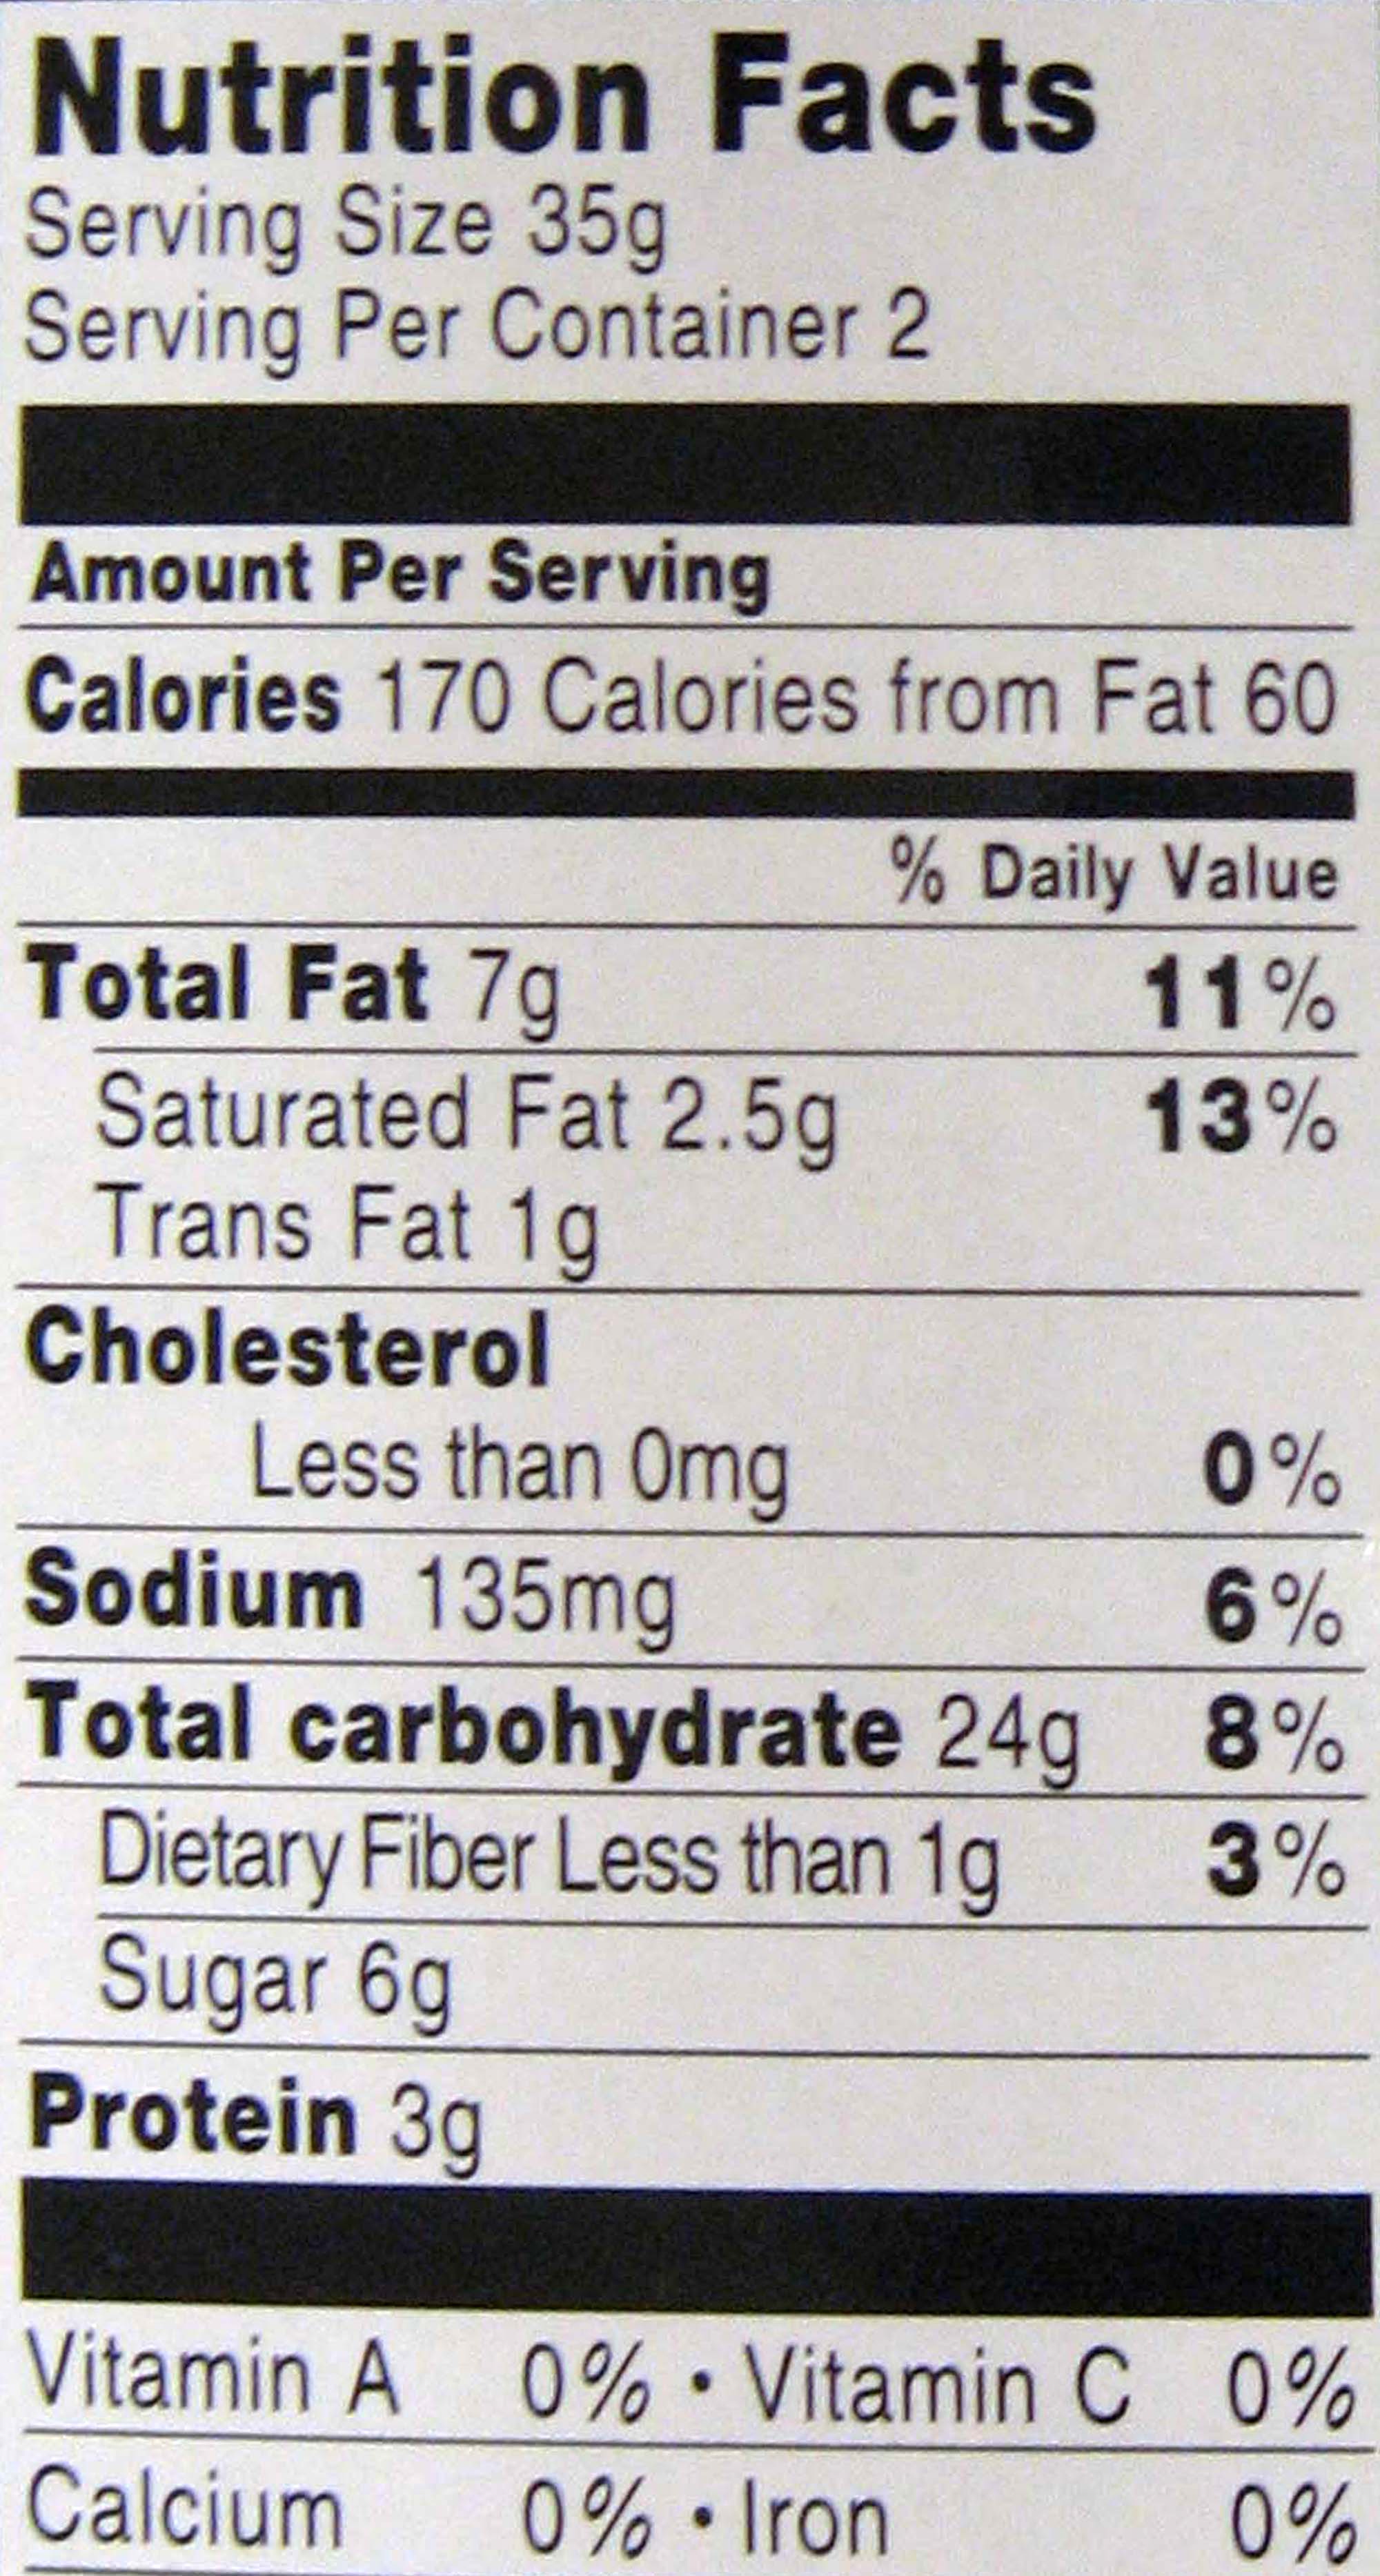 Nutrition Facts
Serving Size 35g
Serving Per Container 2
Amount Per Serving
Calories 170 Calories from Fat 60
% Daily Value
Total Fat 7g 11%
Saturated Fat 2.5g 13%
Trans Fat 1g
Cholesterol
Less than 0mg 0%
Sodium 135mg 6%
Total carbohydrate 24g 8%
Dietary Fiber Less than 1g 3%
Sugar 6g
Protein 3g
Vitamin A 0% • Vitamin C 0%
Calcium 0% • Iron 0%